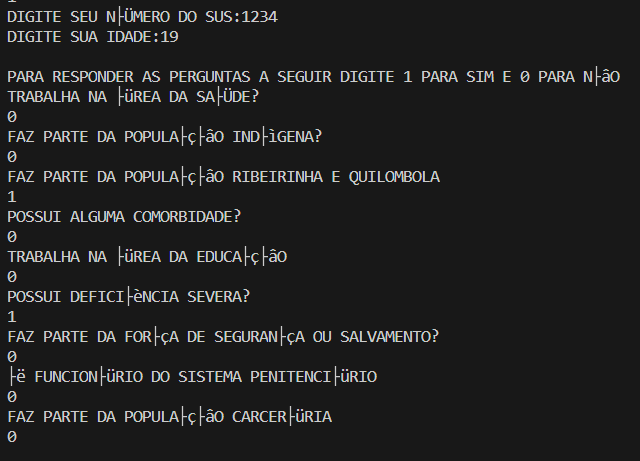 DIGITE SEU N├ÜMERO DO SUS:1234
DIGITE SUA IDADE:19
PARA RESPONDER AS PERGUNTAS A SEGUIR DIGITE 1 PARA SIM E 0 PARA N├âO
TRABALHA NA ├üREA DA SA├ÜDE?
0
FAZ PARTE DA POPULA├ç├âO IND├ìGENA?
0
FAZ PARTE DA POPULA├ç├âO RIBEIRINHA E QUILOMBOLA
1
POSSUI ALGUMA COMORBIDADE?
0
TRABALHA NA ├üREA DA EDUCA├ç├âO
0
POSSUI DEFICI├èNCIA SEVERA?
1
FAZ PARTE DA FOR├çA DE SEGURAN├çA OU SALVAMENTO?
0
├ë FUNCION├üRIO DO SISTEMA PENITENCI├üRIO
0
FAZ PARTE DA POPULA├ç├âO CARCER├üRIA
0